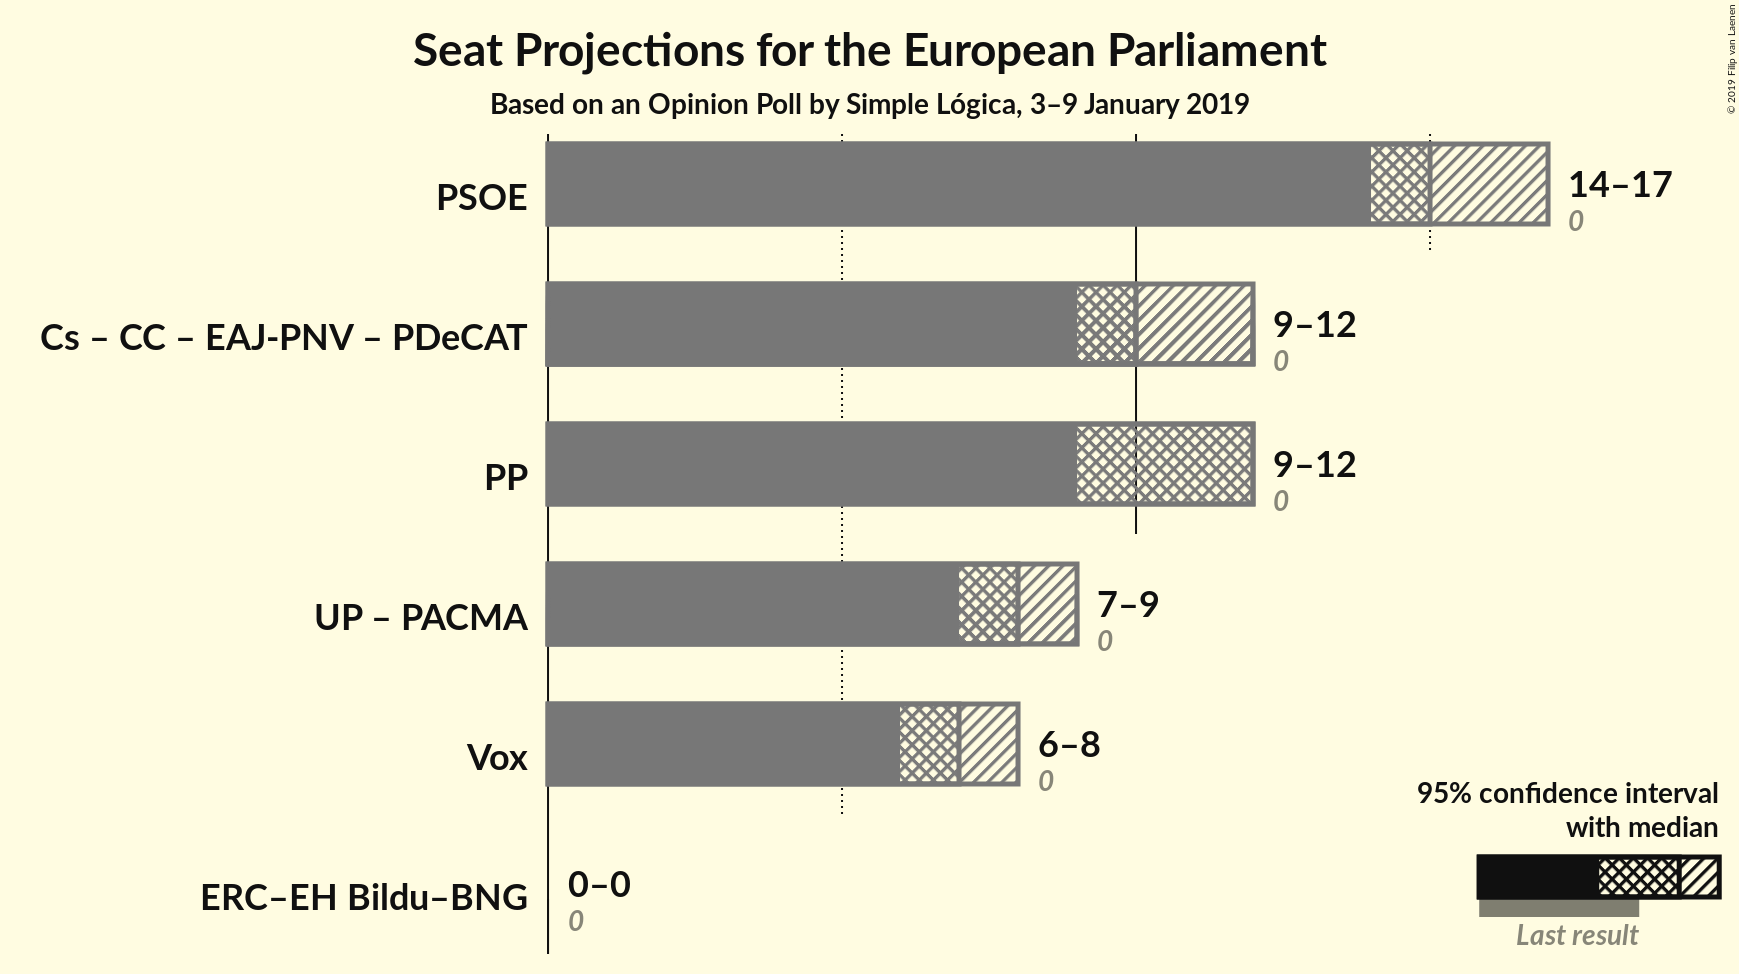 Seat Projections for the European Parliament
Based on an Opinion Poll by Simple Lógica, 3–9 January 2019
© 2019 Filip van Laenen
PSOE
14–17
0
Cs – CC – EAJ-PNV – PDeCAT
9–12
0
PP
9–12
0
UP – PACMA
7–9
0
Vox
6–8
0
ERC–EH Bildu–BNG
0–0
0
95% confidence interval
with median
Last result